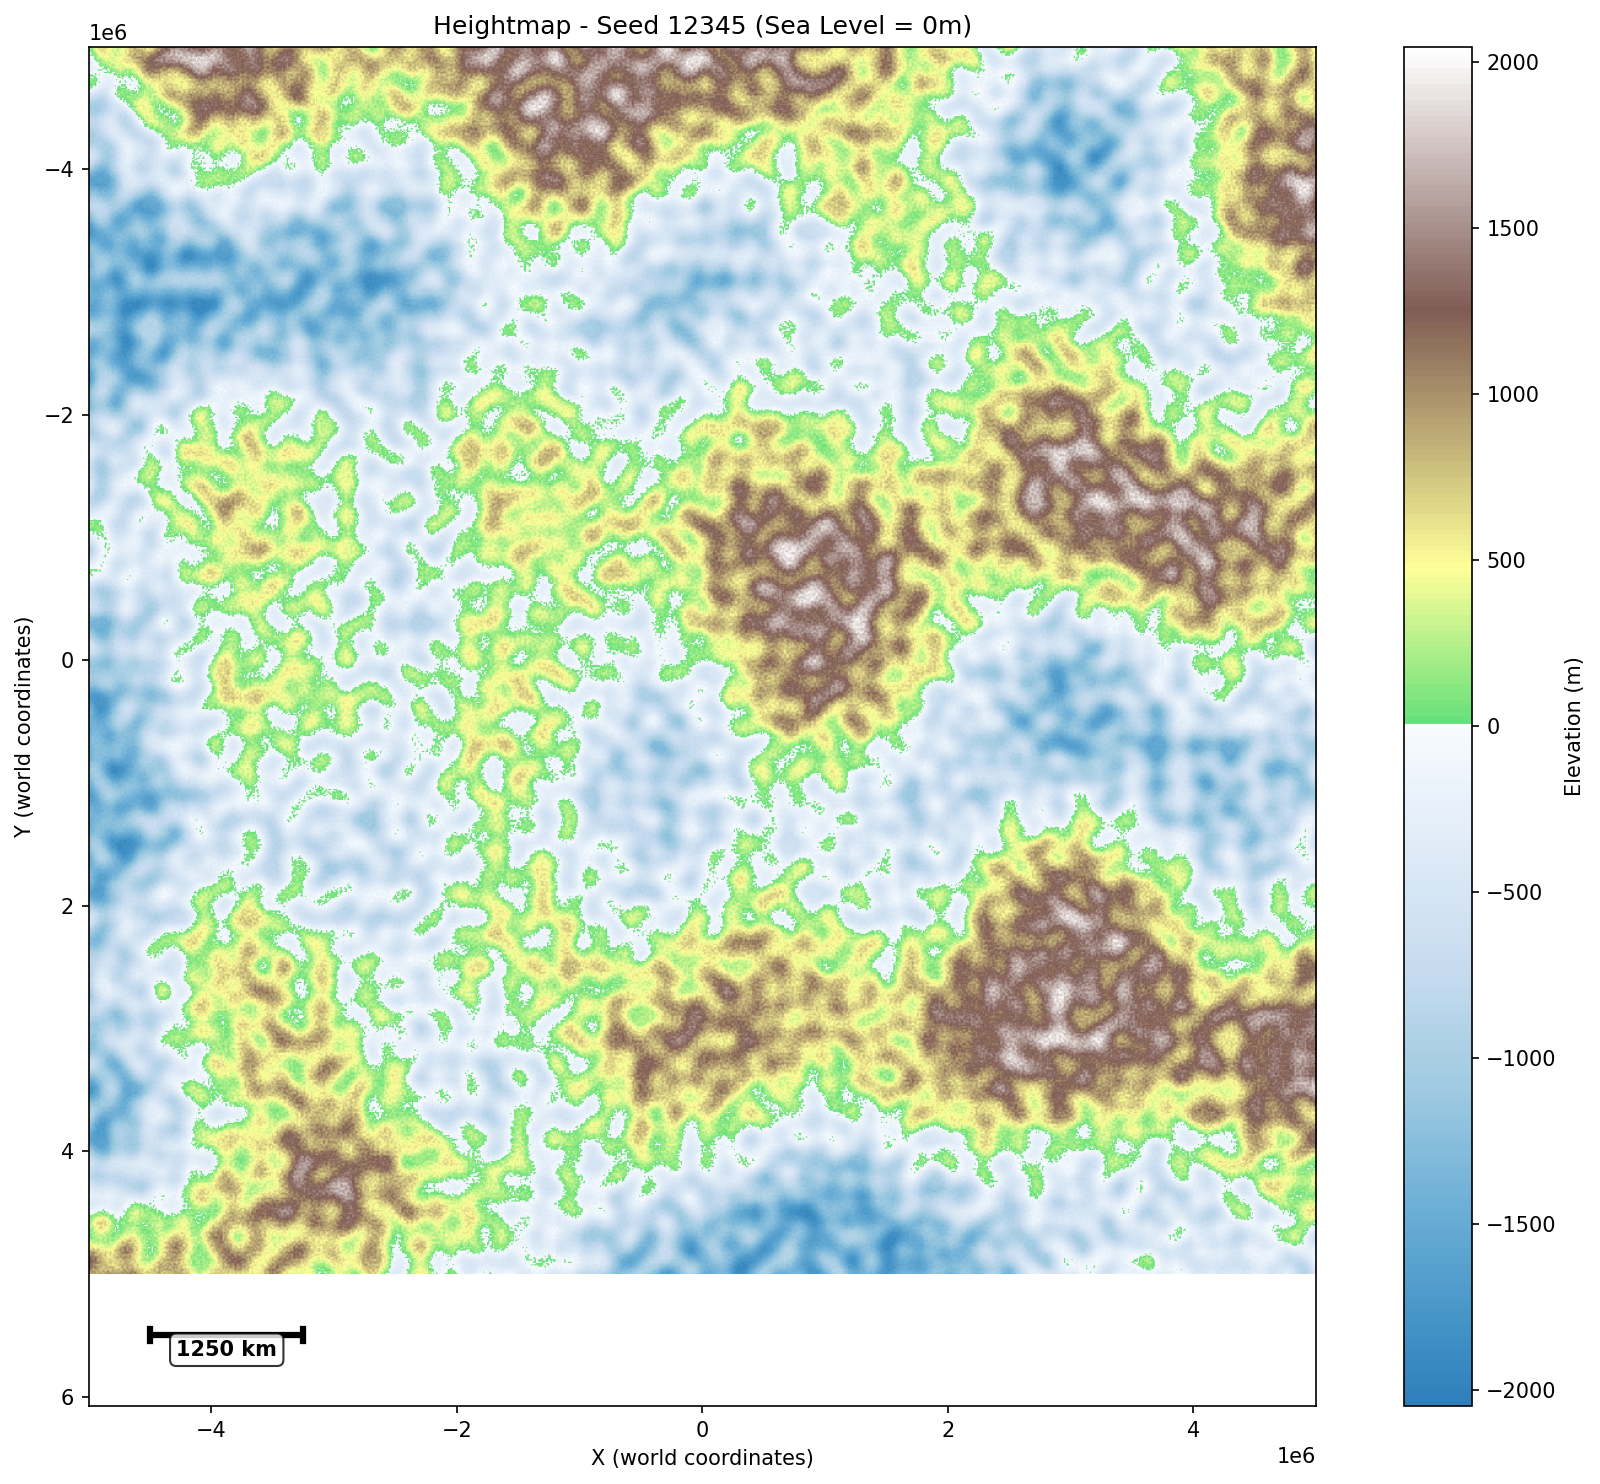 Heightmap - Seed 12345 (Sea Level = 0m)
1e6
−4
−2
0
2
4
6
Y (world coordinates)
1250 km
−4
−2
0
2
4
1e6
X (world coordinates)
2000
1500
1000
500
0
−500
−1000
−1500
−2000
Elevation (m)